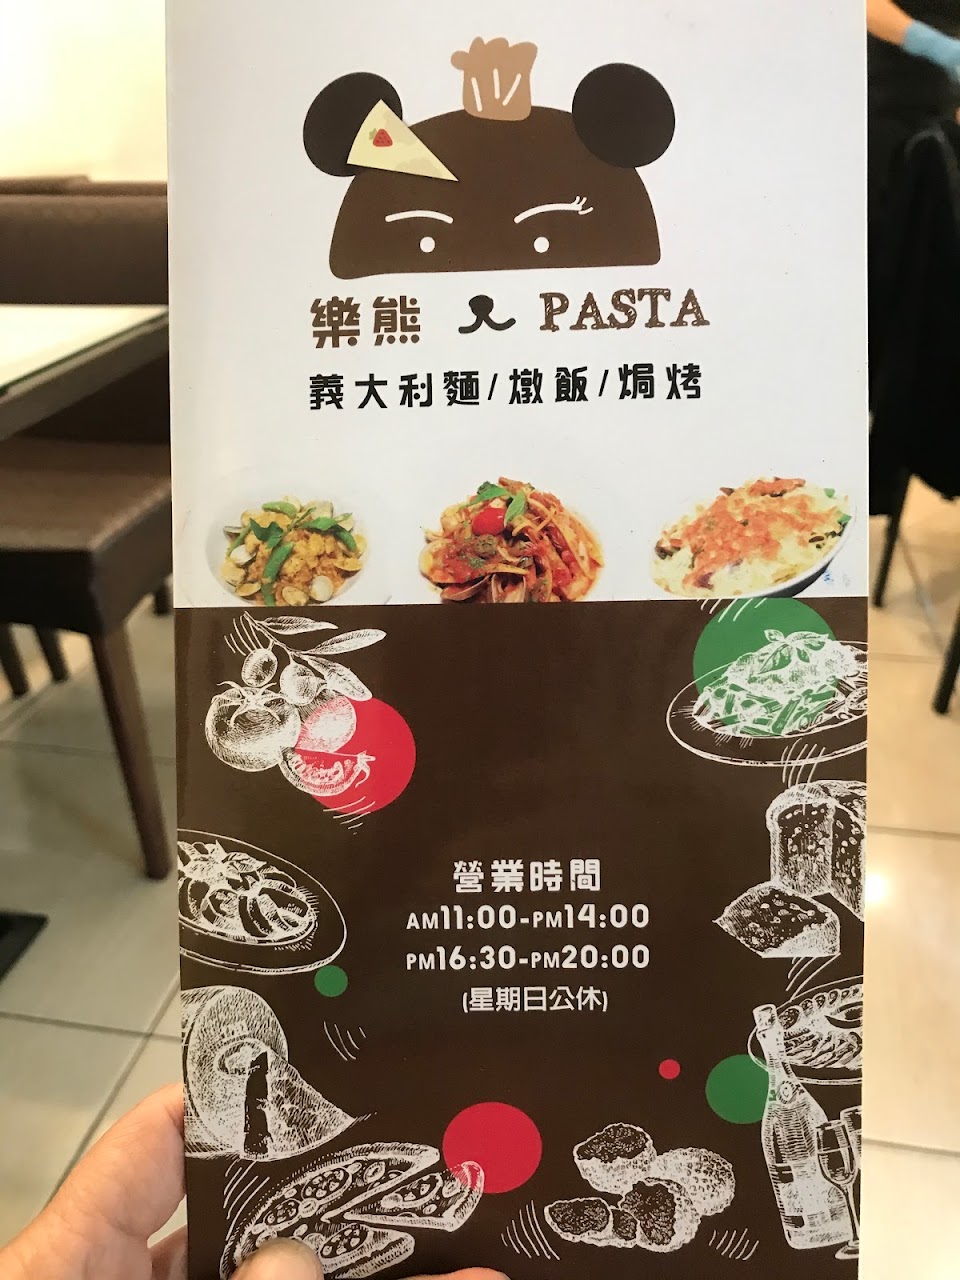 樂熊 PASTA
義大利麵/燉飯/焗烤
營業時間
AM11:00-PM14:00
PM16:30-PM20:00
(星期日公休)